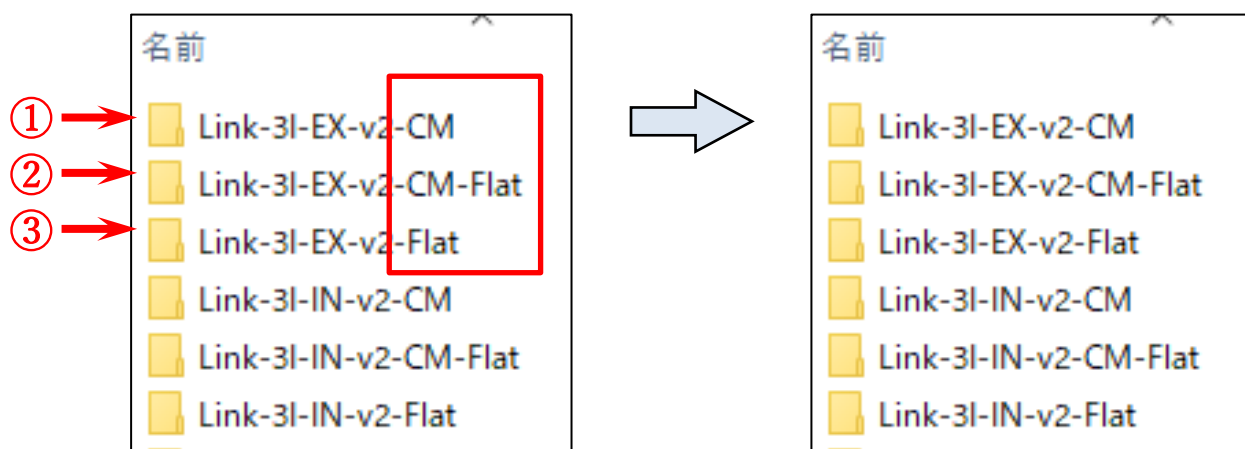 名前
① Link-3l-EX-v2-CM
② Link-3l-EX-v2-CM-Flat
③ Link-3l-EX-v2-Flat
Link-3l-IN-v2-CM
Link-3l-IN-v2-CM-Flat
Link-3l-IN-v2-Flat
名前
Link-3l-EX-v2-CM
Link-3l-EX-v2-CM-Flat
Link-3l-EX-v2-Flat
Link-3l-IN-v2-CM
Link-3l-IN-v2-CM-Flat
Link-3l-IN-v2-Flat